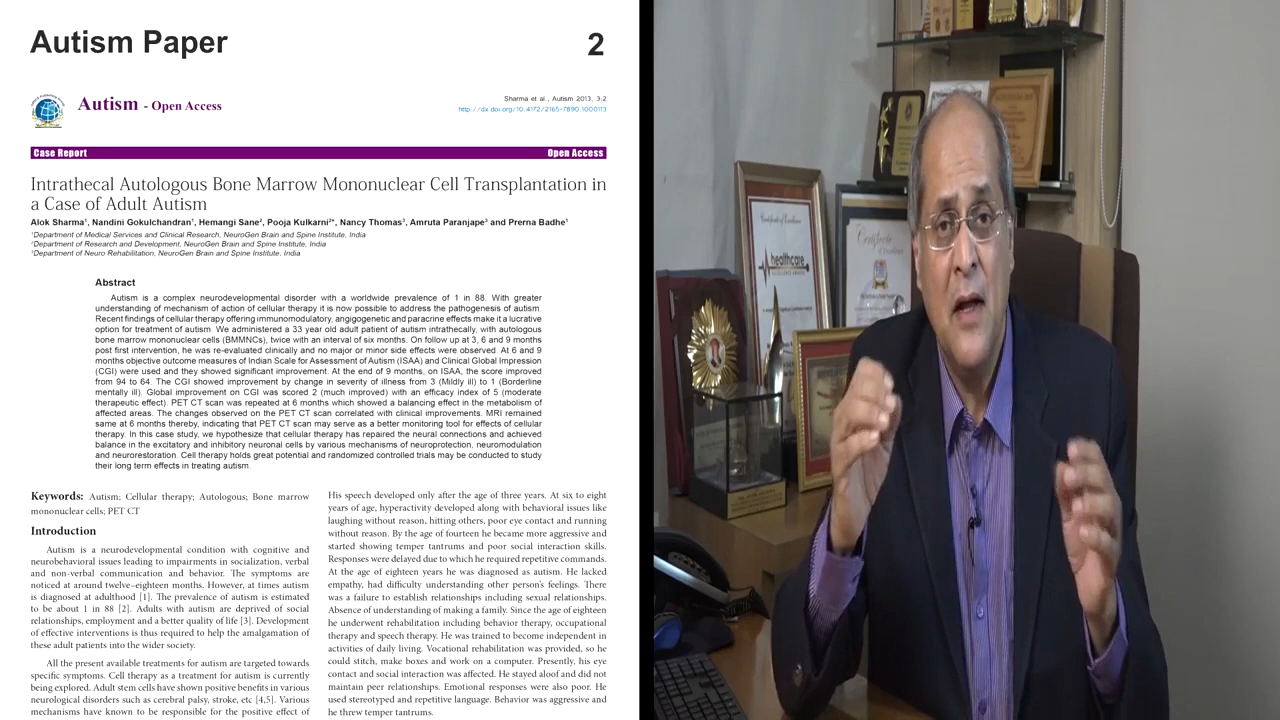 Autism Paper
2
Autism - Open Access
Sharma et al., Autism 2013, 3:2
http://dx.doi.org/10.4172/2165-7890.1000113
Case Report
Open Access
Intrathecal Autologous Bone Marrow Mononuclear Cell Transplantation in
a Case of Adult Autism
Alok Sharma1, Nandini Gokulchandran1, Hemangi Sane2, Pooja Kulkarni2*, Nancy Thomas3, Amruta Paranjape3 and Prerna Badhe1
1Department of Medical Services and Clinical Research, NeuroGen Brain and Spine Institute, India
2Department of Research and Development, NeuroGen Brain and Spine Institute, India
3Department of Neuro Rehabilitation, NeuroGen Brain and Spine Institute, India
Abstract
Autism is a complex neurodevelopmental disorder with a worldwide prevalence of 1 in 88. With greater
understanding of mechanism of action of cellular therapy it is now possible to address the pathogenesis of autism.
Recent findings of cellular therapy offering immunomodulatory, angiogenetic and paracrine effects make it a lucrative
option for treatment of autism. We administered a 33 year old adult patient of autism intrathecally, with autologous
bone marrow mononuclear cells (BMMNCs), twice with an interval of six months. On follow up at 3, 6 and 9 months
post first intervention, he was re-evaluated clinically and no major or minor side effects were observed. At 6 and 9
months objective outcome measures of Indian Scale for Assessment of Autism (ISAA) and Clinical Global Impression
(CGI) were used and they showed significant improvement. At the end of 9 months, on ISAA, the score improved
from 94 to 64. The CGI showed improvement by change in severity of illness from 3 (Mildly ill) to 1 (Borderline
mentally ill). Global improvement on CGI was scored 2 (much improved) with an efficacy index of 5 (moderate
therapeutic effect). PET CT scan was repeated at 6 months which showed a balancing effect in the metabolism of
affected areas. The changes observed on the PET CT scan correlated with clinical improvements. MRI remained
same at 6 months thereby, indicating that PET CT scan may serve as a better monitoring tool for effects of cellular
therapy. In this case study, we hypothesize that cellular therapy has repaired the neural connections and achieved
balance in the excitatory and inhibitory neuronal cells by various mechanisms of neuroprotection, neuromodulation
and neurorestoration. Cell therapy holds great potential and randomized controlled trials may be conducted to study
their long term effects in treating autism.
Keywords: Autism; Cellular therapy; Autologous; Bone marrow
mononuclear cells; PET CT
Introduction
Autism is a neurodevelopmental condition with cognitive and
neurobehavioral issues leading to impairments in socialization, verbal
and non-verbal communication and behavior. The symptoms are
noticed at around twelve–eighteen months. However, at times autism
is diagnosed at adulthood [1]. The prevalence of autism is estimated
to be about 1 in 88 [2]. Adults with autism are deprived of social
relationships, employment and a better quality of life [3]. Development
of effective interventions is thus required to help the amalgamation of
these adult patients into the wider society.
All the present available treatments for autism are targeted towards
specific symptoms. Cell therapy as a treatment for autism is currently
being explored. Adult stem cells have shown positive benefits in various
neurological disorders such as cerebral palsy, stroke, etc [4,5]. Various
mechanisms have known to be responsible for the positive effect of
His speech developed only after the age of three years. At six to eight
years of age, hyperactivity developed along with behavioral issues like
laughing without reason, hitting others, poor eye contact and running
without reason. By the age of fourteen he became more aggressive and
started showing temper tantrums and poor social interaction skills.
Responses were delayed due to which he required repetitive commands.
At the age of eighteen years he was diagnosed as autism. He lacked
empathy, had difficulty understanding other person's feelings. There
was a failure to establish relationships including sexual relationships.
Absence of understanding of making a family. Since the age of eighteen
he underwent rehabilitation including behavior therapy, occupational
therapy and speech therapy. He was trained to become independent in
activities of daily living. Vocational rehabilitation was provided, so he
could stitch, make boxes and work on a computer. Presently, his eye
contact and social interaction was affected. He stayed aloof and did not
maintain peer relationships. Emotional responses were also poor. He
used stereotyped and repetitive language. Behavior was aggressive and
he threw temper tantrums.
Certificate of Excellence
healthcare
Certificate